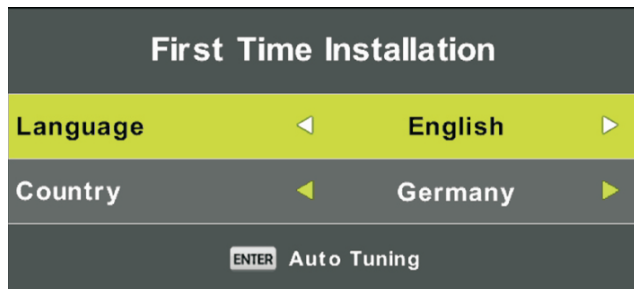 First Time Installation
Language English
Country Germany
ENTER Auto Tuning